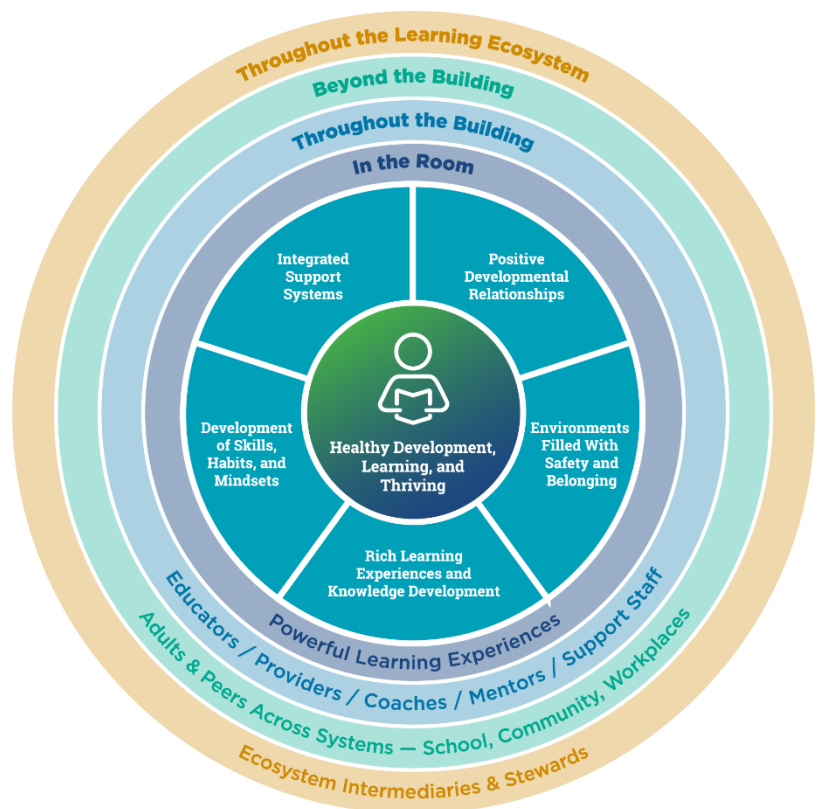 Throughout the Learning Ecosystem
Beyond the Building
Throughout the Building
In the Room
Integrated
Support
Systems
Positive
Developmental
Relationships
Development
of Skills,
Habits, and
Mindsets
Healthy Development,
Learning, and
Thriving
Environments
Filled With
Safety and
Belonging
Rich Learning
Experiences and
Knowledge Development
Powerful Learning Experiences
Educators / Providers / Coaches / Mentors / Support Staff
Adults & Peers Across Systems — School, Community, Workplaces
Ecosystem Intermediaries & Stewards